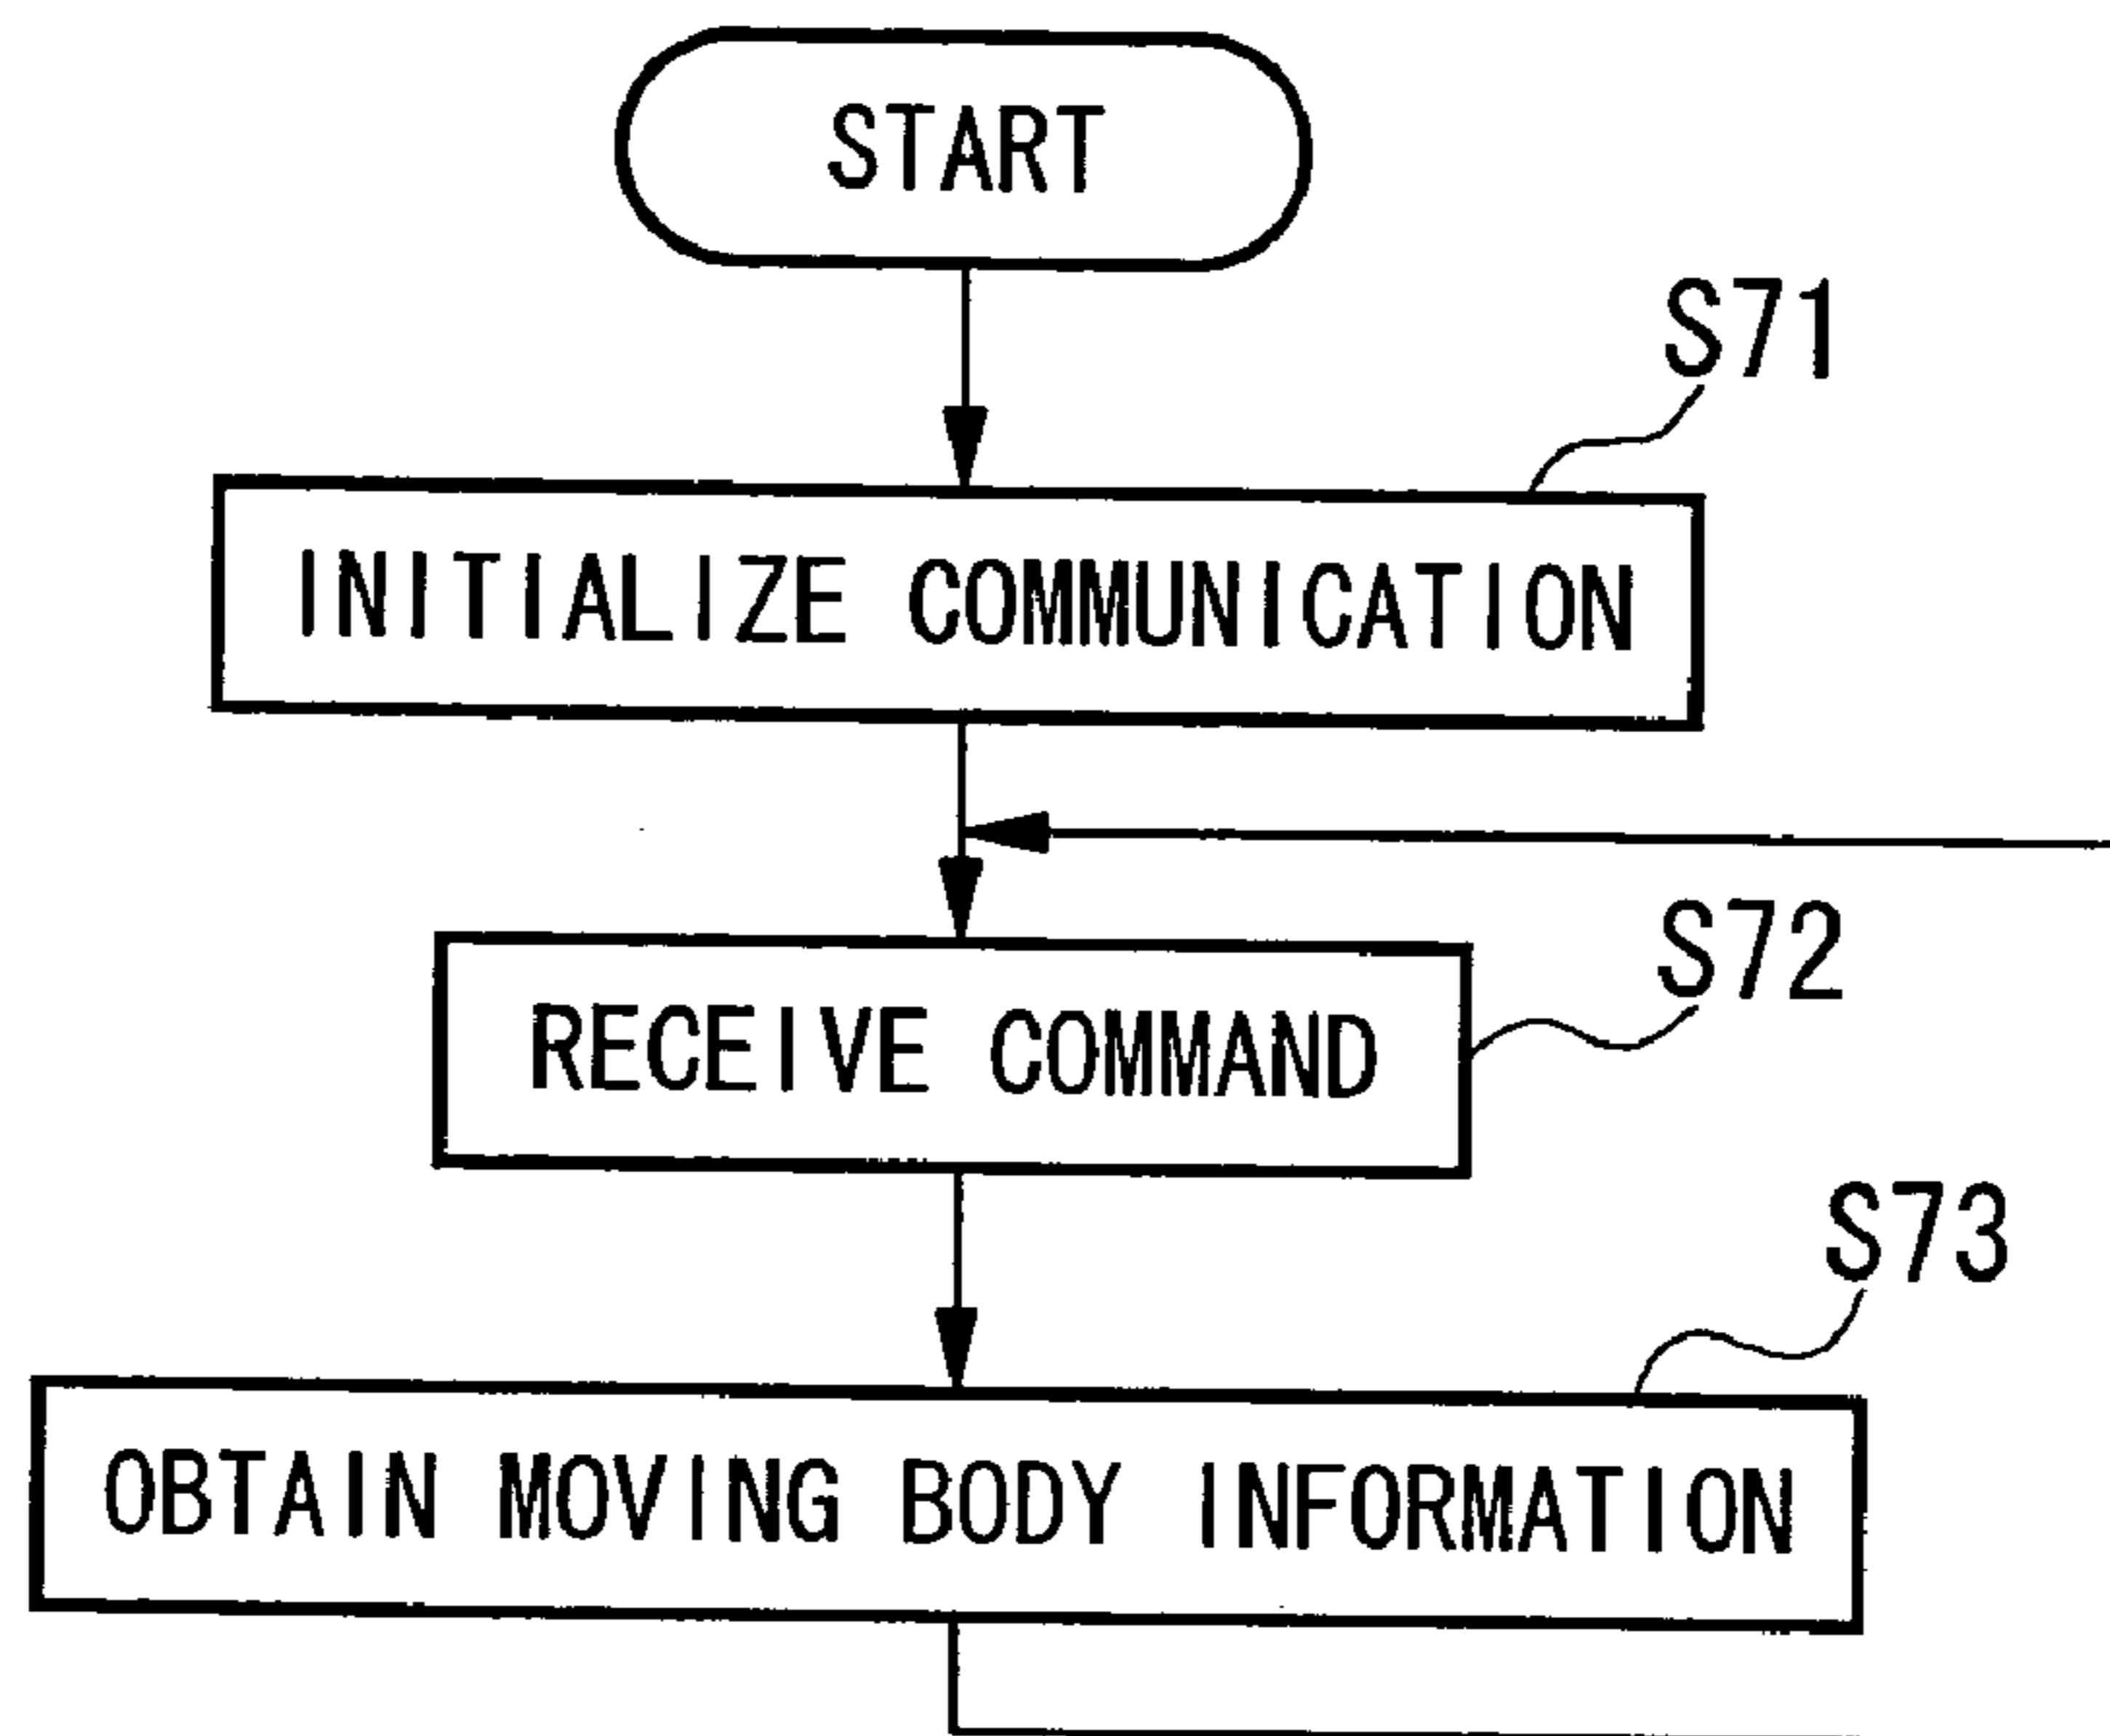 START
S71
INITIALIZE COMMUNICATION
S72
RECEIVE COMMAND
S73
OBTAIN MOVING BODY INFORMATION